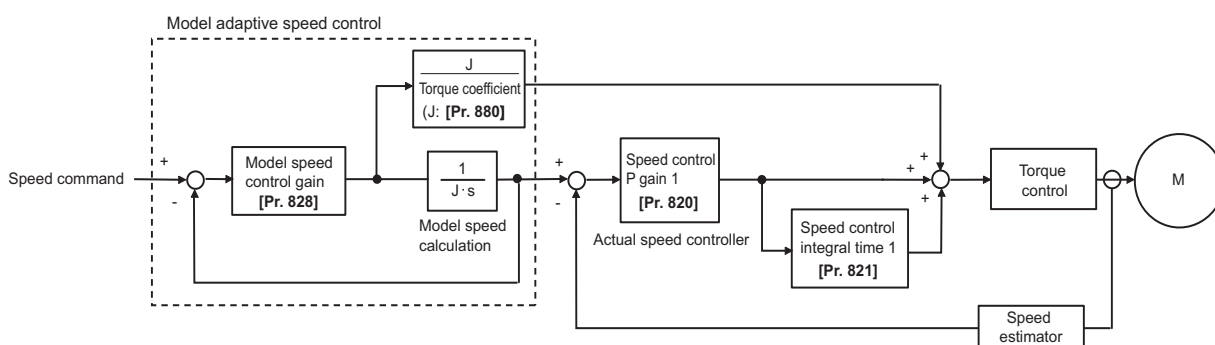 Model adaptive speed control
J
Torque coefficient
(J: [Pr. 880]
Speed command
+
-
Model speed
control gain
[Pr. 828]
1
J·s
Model speed
calculation
+
-
Speed control
P gain 1
[Pr. 820]
Actual speed controller
Speed control
integral time 1
[Pr. 821]
+
+
+
Torque
control
M
Speed
estimator